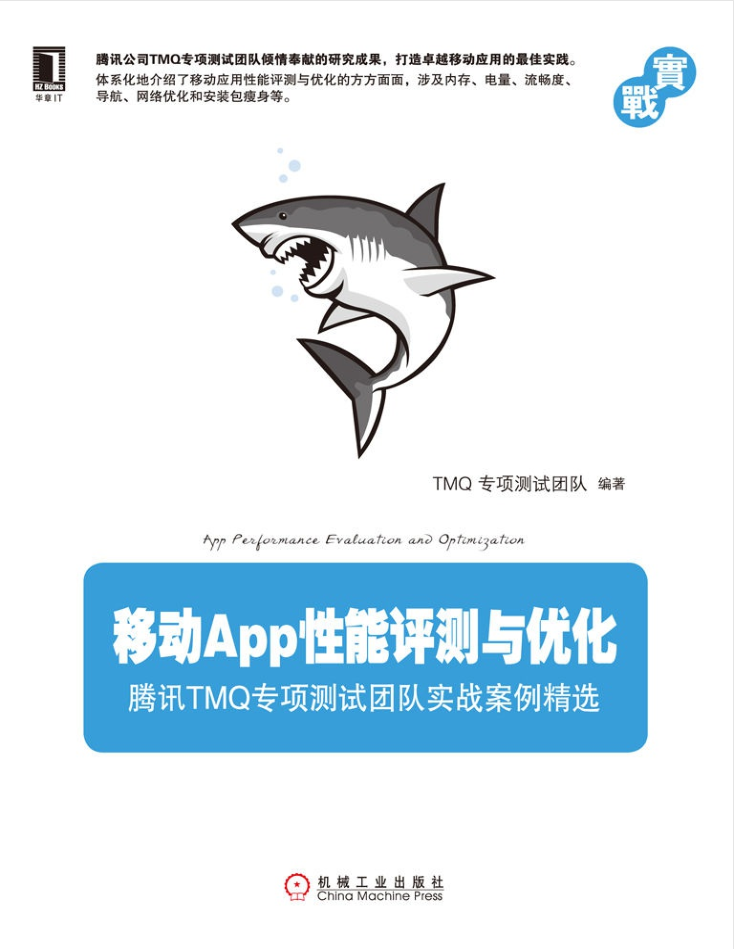 腾讯公司TMQ专项测试团队倾情奉献的研究成果，打造卓越移动应用的最佳实践。
体系化地介绍了移动应用性能评测与优化的方方面面，涉及内存、电量、流畅度、
导航、网络优化和安装包瘦身等。
HZ BOOKS
华章IT
實
戰
TMQ 专项测试团队 编著
App Performance Evaluation and Optimization
移动App性能评测与优化
腾讯TMQ专项测试团队实战案例精选
机械工业出版社
China Machine Press